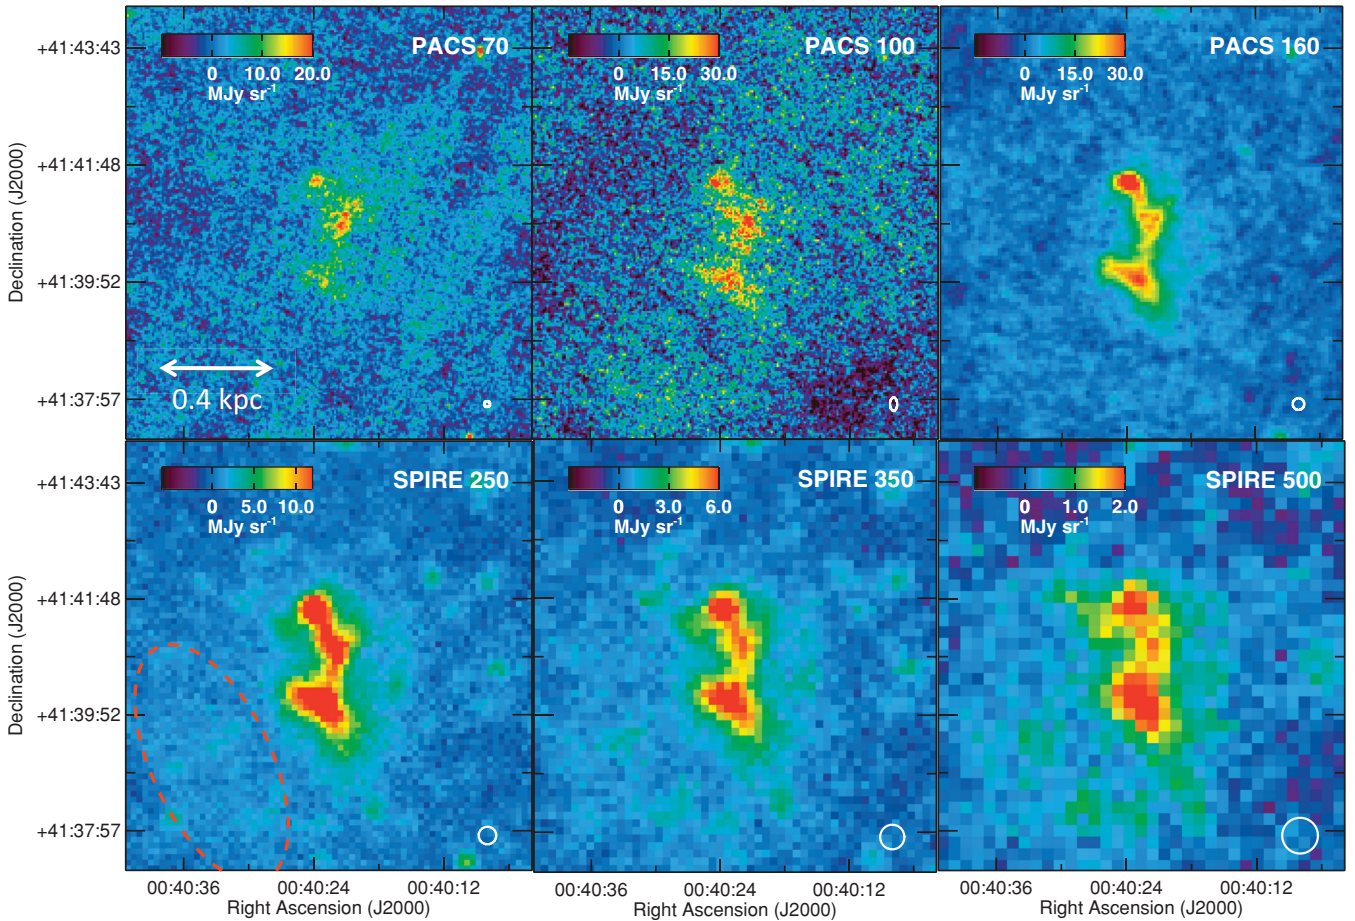 PACS 70
0 10.0 20.0
MJy sr-1
PACS 100
0 15.0 30.0
MJy sr-1
PACS 160
0 15.0 30.0
MJy sr-1
+41:43:43
+41:41:48
+41:39:52
+41:37:57
Declination (J2000)
0.4 kpc
SPIRE 250
0 5.0 10.0
MJy sr-1
SPIRE 350
0 3.0 6.0
MJy sr-1
SPIRE 500
0 1.0 2.0
MJy sr-1
+41:43:43
+41:41:48
+41:39:52
+41:37:57
Declination (J2000)
00:40:36 00:40:24 00:40:12
Right Ascension (J2000)
00:40:36 00:40:24 00:40:12
Right Ascension (J2000)
00:40:36 00:40:24 00:40:12
Right Ascension (J2000)